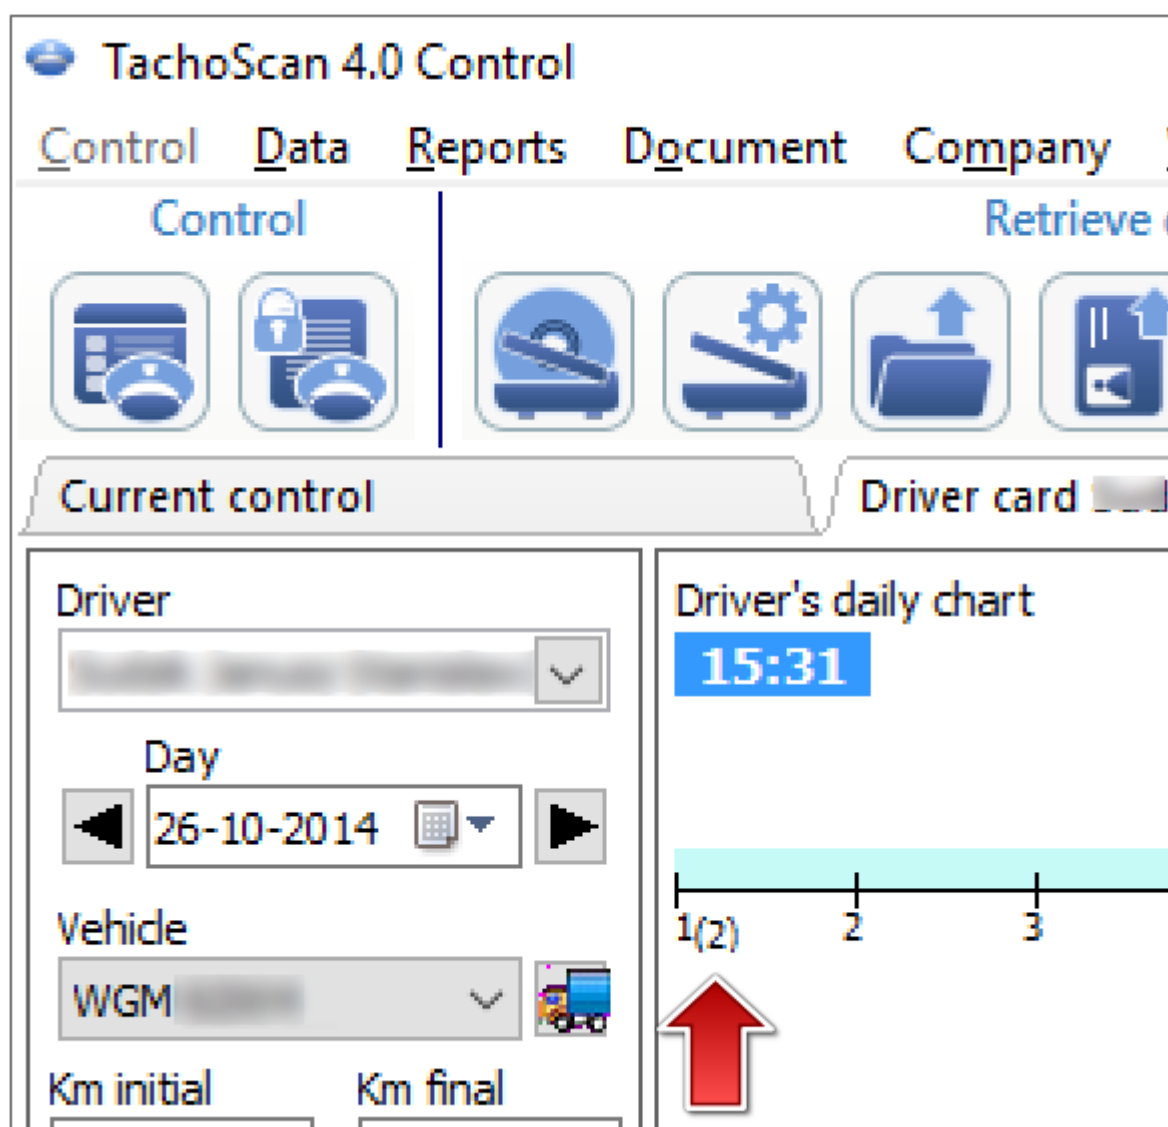 TachoScan 4.0 Control
Control Data Reports Document Company
Control Retrieve
Current control Driver card
Driver
Driver's daily chart
15:31
Day
26-10-2014
1(2) 2 3
Vehicle
WGM
Km initial Km final